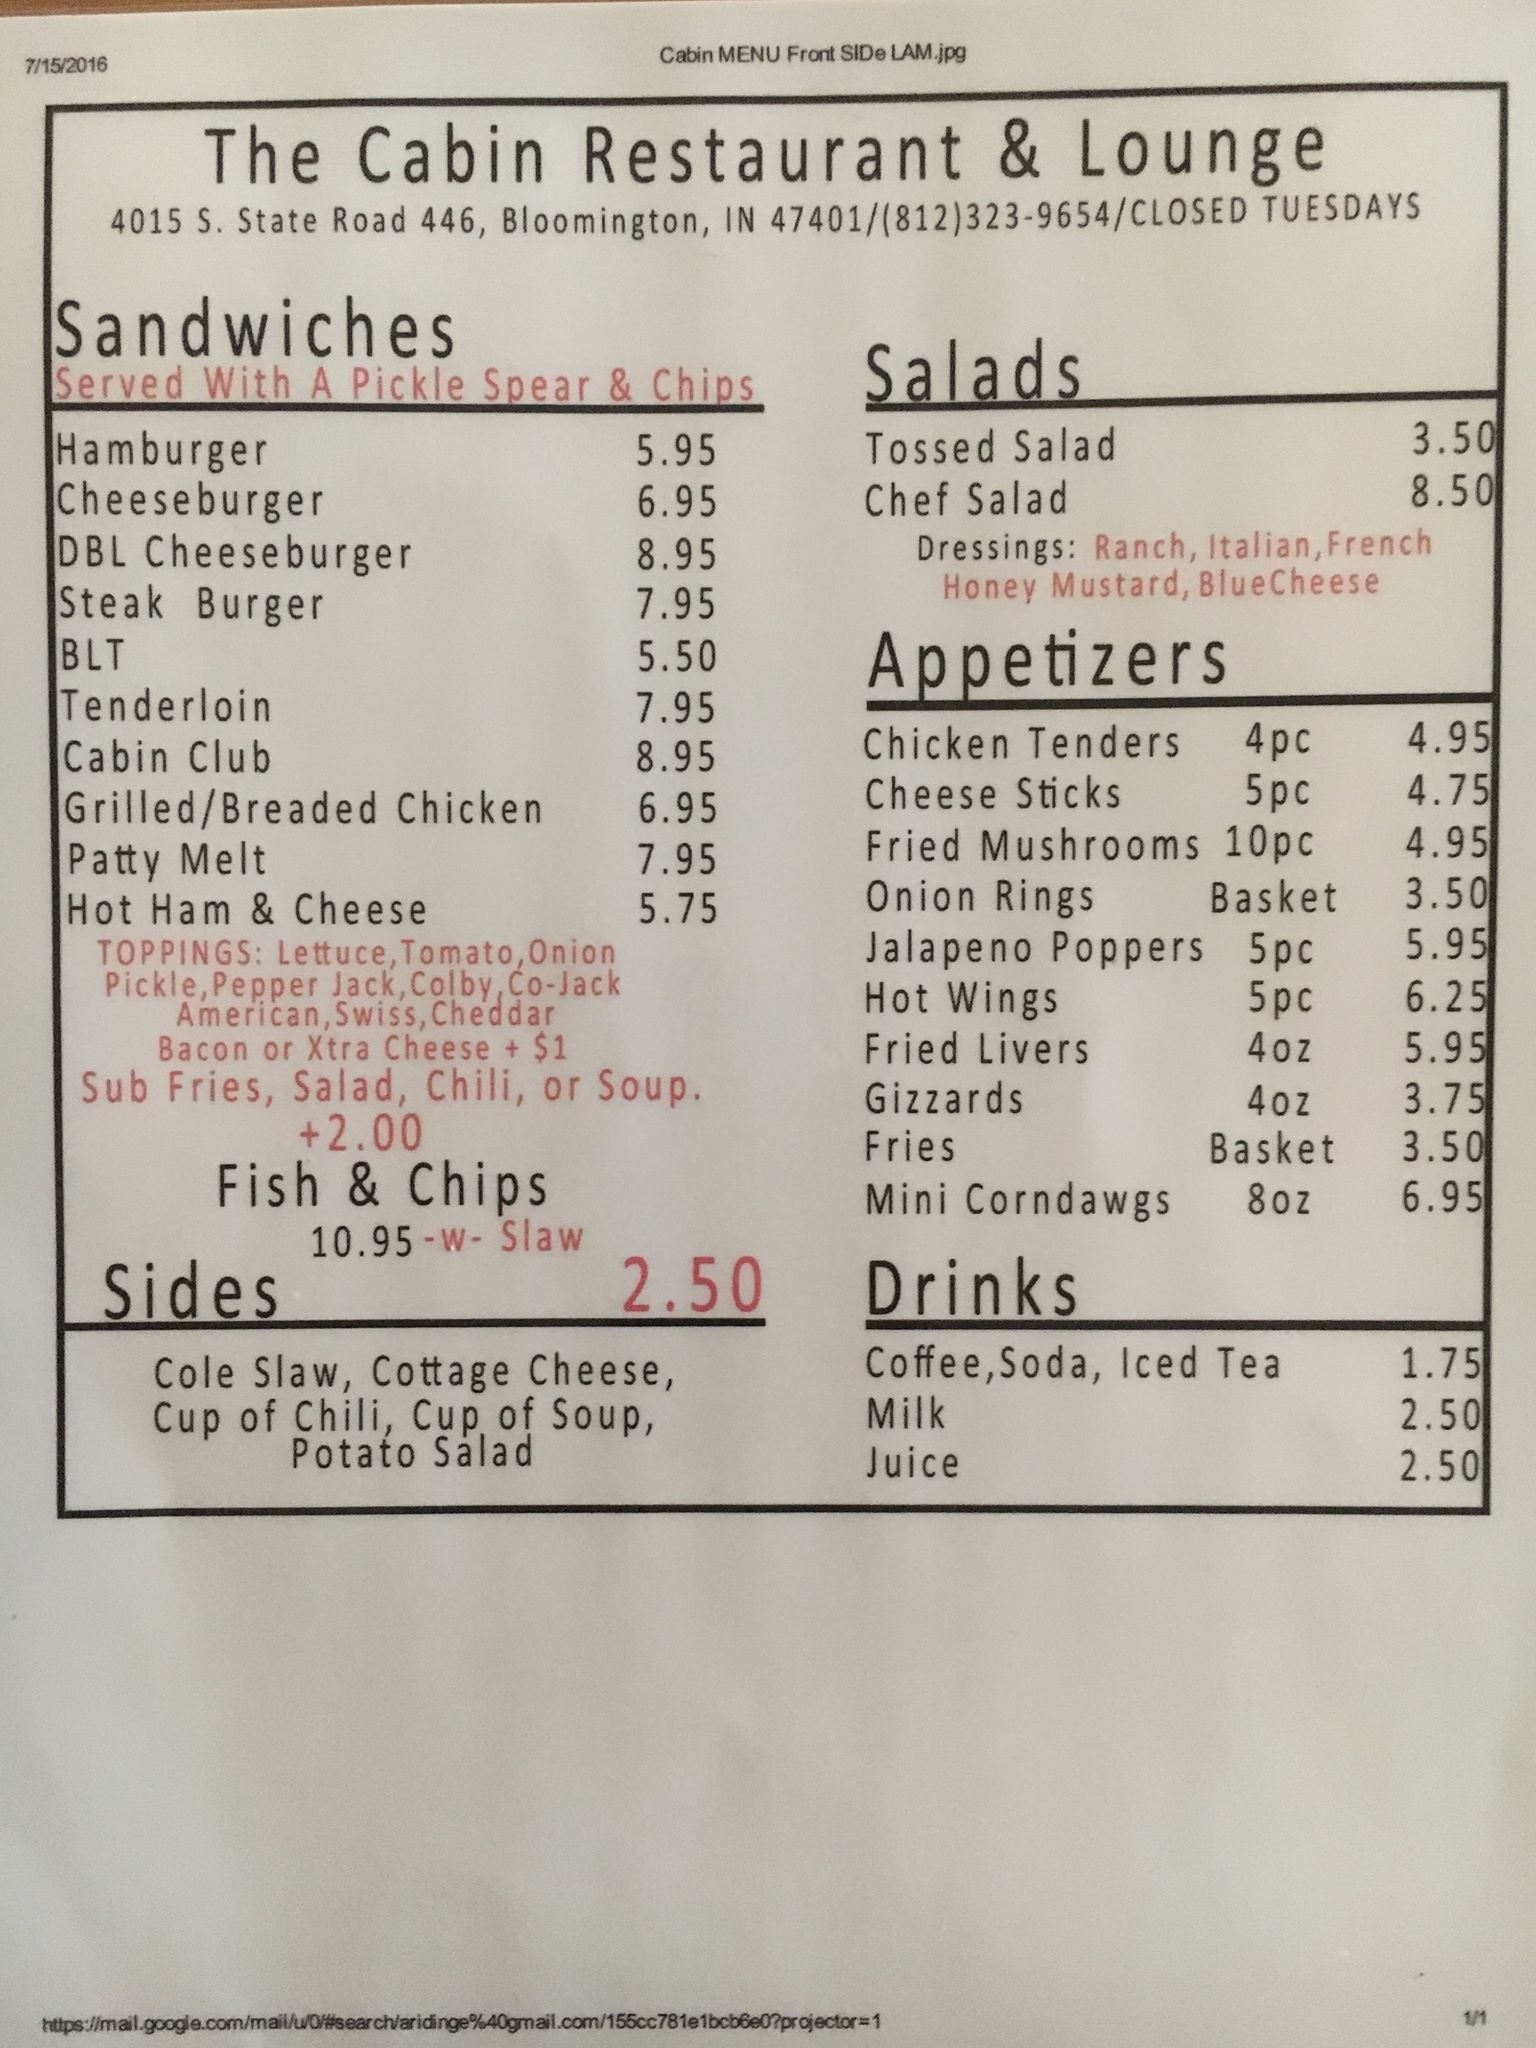 7/15/2016 Cabin MENU Front SIDe LAM.jpg
The Cabin Restaurant & Lounge
4015 S. State Road 446, Bloomington, IN 47401/(812)323-9654/CLOSED TUESDAYS
Sandwiches
Served With A Pickle Spear & Chips
Hamburger 5.95
Cheeseburger 6.95
DBL Cheeseburger 8.95
Steak Burger 7.95
BLT 5.50
Tenderloin 7.95
Cabin Club 8.95
Grilled/Breaded Chicken 6.95
Patty Melt 7.95
Hot Ham & Cheese 5.75
TOPPINGS: Lettuce,Tomato,Onion
Pickle,Pepper Jack,Colby,Co-Jack
American,Swiss,Cheddar
Bacon or Xtra Cheese + $1
Sub Fries, Salad, Chili, or Soup.
+2.00
Fish & Chips
10.95 -w- Slaw
Sides 2.50
Cole Slaw, Cottage Cheese,
Cup of Chili, Cup of Soup,
Potato Salad
Salads
Tossed Salad 3.50
Chef Salad 8.50
Dressings: Ranch, Italian,French
Honey Mustard, BlueCheese
Appetizers
Chicken Tenders 4pc 4.95
Cheese Sticks 5pc 4.75
Fried Mushrooms 10pc 4.95
Onion Rings Basket 3.50
Jalapeno Poppers 5pc 5.95
Hot Wings 5pc 6.25
Fried Livers 4oz 5.95
Gizzards 4oz 3.75
Fries Basket 3.50
Mini Corndawgs 8oz 6.95
Drinks
Coffee,Soda, Iced Tea 1.75
Milk 2.50
Juice 2.50
https://mail.google.com/mail/u/0/#search/aridinge%40gmail.com/155cc781e1bcb6e0?projector=1 1/1